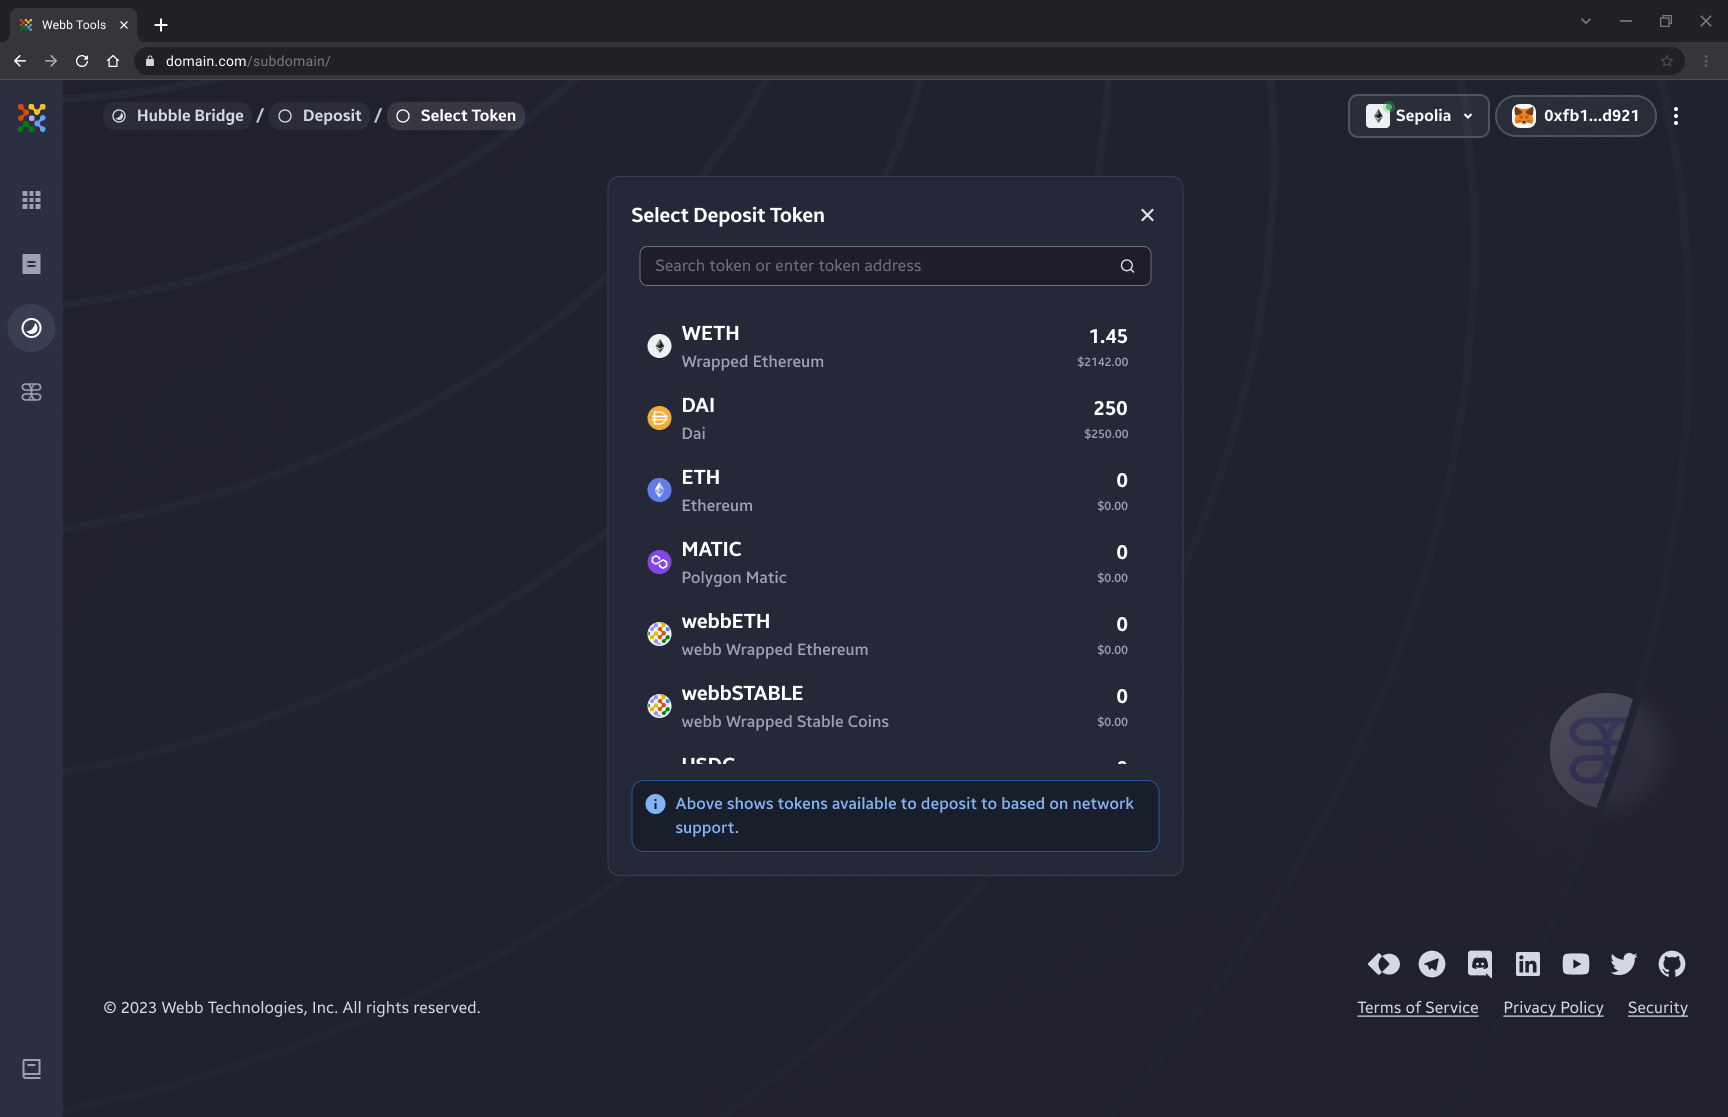 Webb Tools
domain.com/subdomain/
Hubble Bridge / Deposit / Select Token
Sepolia
0xfb1...d921
Select Deposit Token
Search token or enter token address
WETH
1.45
Wrapped Ethereum
$2142.00
DAI
250
Dai
$250.00
ETH
0
Ethereum
$0.00
MATIC
0
Polygon Matic
$0.00
webbETH
0
webb Wrapped Ethereum
$0.00
webbSTABLE
0
webb Wrapped Stable Coins
$0.00
USDC
0
Above shows tokens available to deposit to based on network
support.
© 2023 Webb Technologies, Inc. All rights reserved.
Terms of Service
Privacy Policy
Security